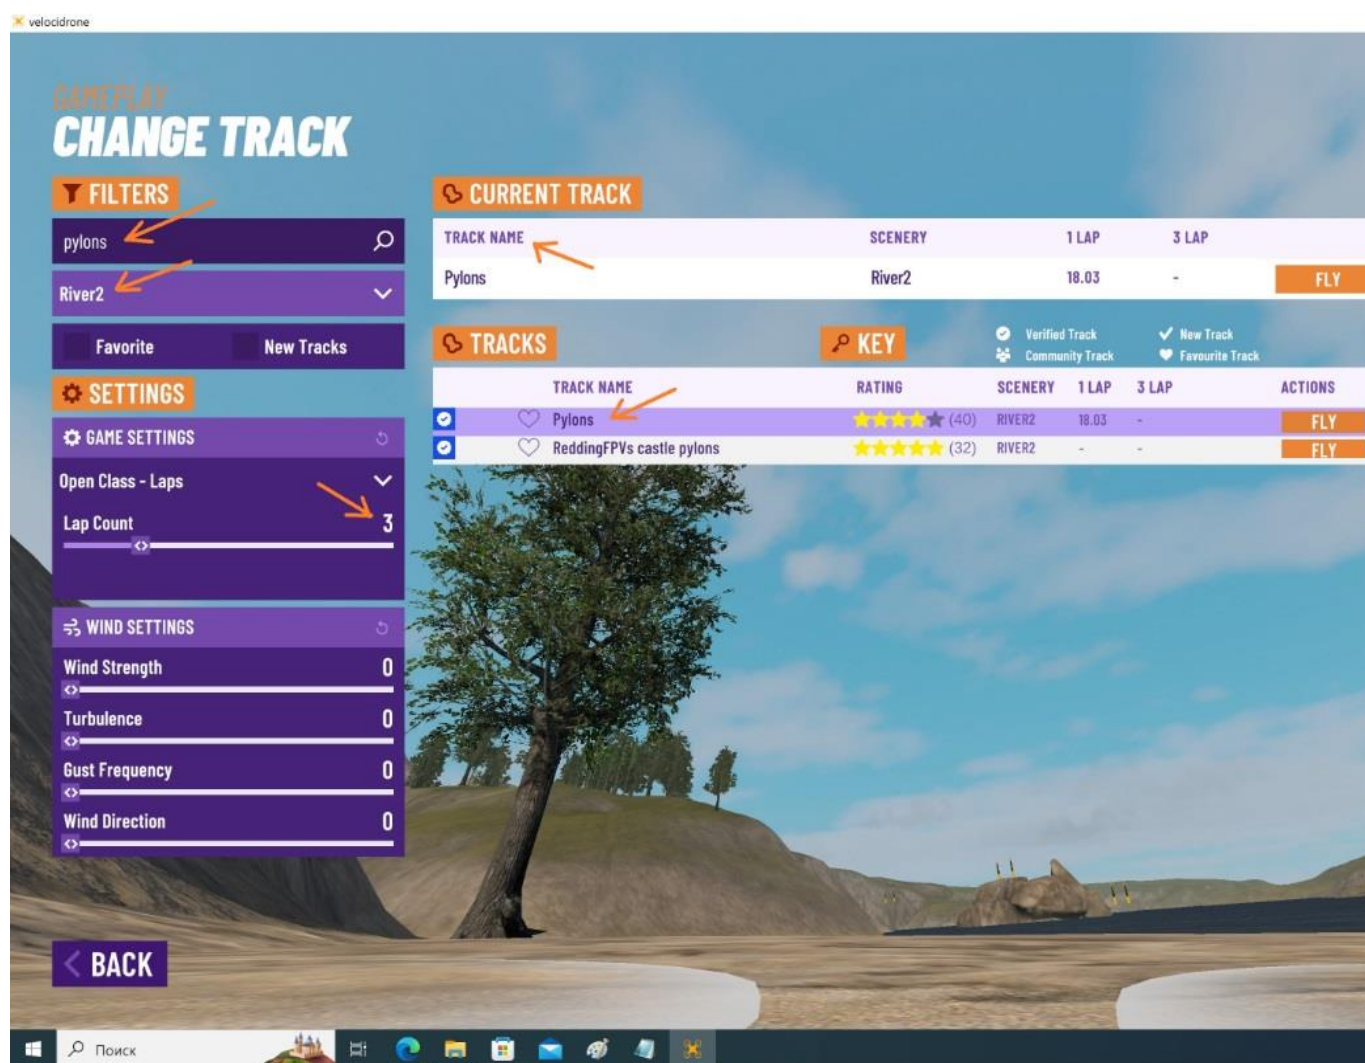 velocidrone
GAMEPLAY
CHANGE TRACK
FILTERS
pylons
River2
Favorite New Tracks
SETTINGS
GAME SETTINGS
Open Class - Laps
Lap Count 3
WIND SETTINGS
Wind Strength 0
Turbulence 0
Gust Frequency 0
Wind Direction 0
BACK
CURRENT TRACK
TRACK NAME SCENERY 1 LAP 3 LAP
Pylons River2 18.03 - FLY
TRACKS
KEY
Verified Track New Track
Community Track Favourite Track
TRACK NAME RATING SCENERY 1 LAP 3 LAP ACTIONS
Pylons (40) RIVER2 18.03 - FLY
ReddingFPVs castle pylons (32) RIVER2 - - FLY
Поиск